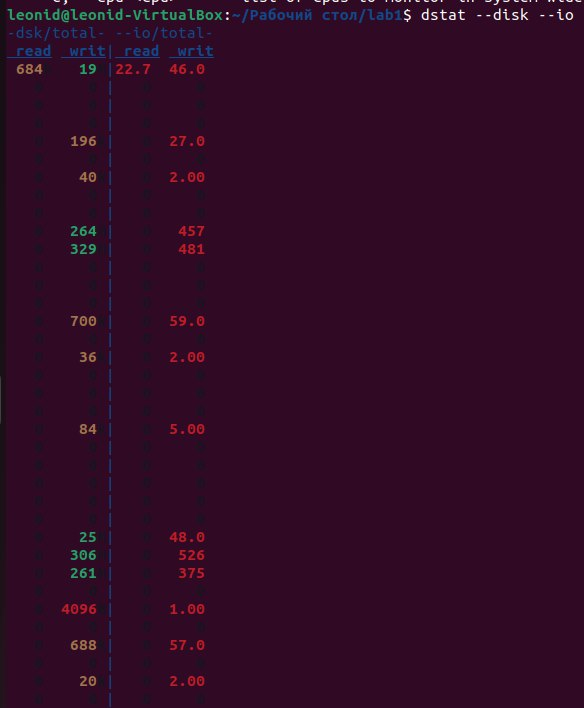 leonid@leonid-VirtualBox:~/Рабочий стол/lab1$ dstat --disk --io
-dsk/total- --io/total-
 read  writ| read  writ
 684    19 |22.7  46.0
   0     0 |   0     0
   0     0 |   0     0
   0     0 |   0     0
   0   196 |   0  27.0
   0     0 |   0     0
   0    40 |   0  2.00
   0     0 |   0     0
   0     0 |   0     0
   0   264 |   0   457
   0   329 |   0   481
   0     0 |   0     0
   0     0 |   0     0
   0     0 |   0     0
   0   700 |   0  59.0
   0     0 |   0     0
   0    36 |   0  2.00
   0     0 |   0     0
   0     0 |   0     0
   0     0 |   0     0
   0    84 |   0  5.00
   0     0 |   0     0
   0     0 |   0     0
   0     0 |   0     0
   0     0 |   0     0
   0     0 |   0     0
   0    25 |   0  48.0
   0   306 |   0   526
   0   261 |   0   375
   0     0 |   0     0
   0  4096 |   0  1.00
   0     0 |   0     0
   0   688 |   0  57.0
   0     0 |   0     0
   0    20 |   0  2.00
   0     0 |   0     0